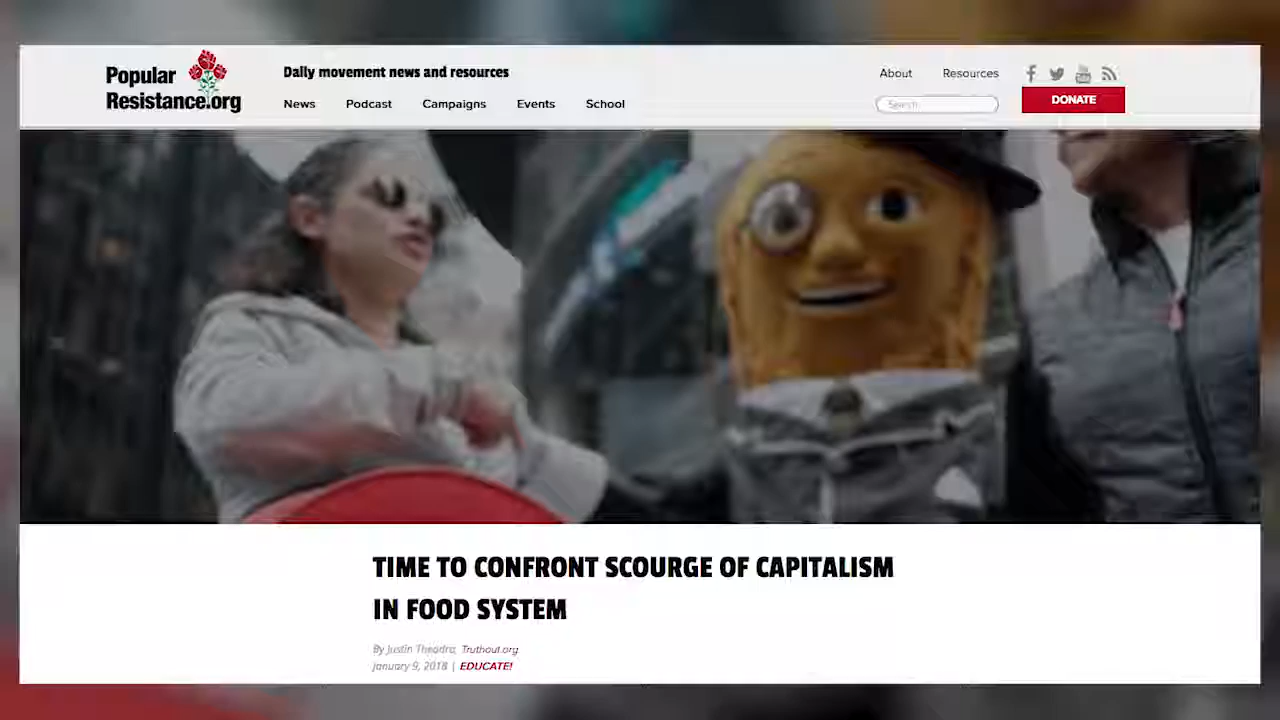 Popular
Resistance.org
Daily movement news and resources
News Podcast Campaigns Events School
About Resources
Search
DONATE
TIME TO CONFRONT SCOURGE OF CAPITALISM
IN FOOD SYSTEM
By Justin Theodra, Truthout.org
January 9, 2018 | EDUCATE!